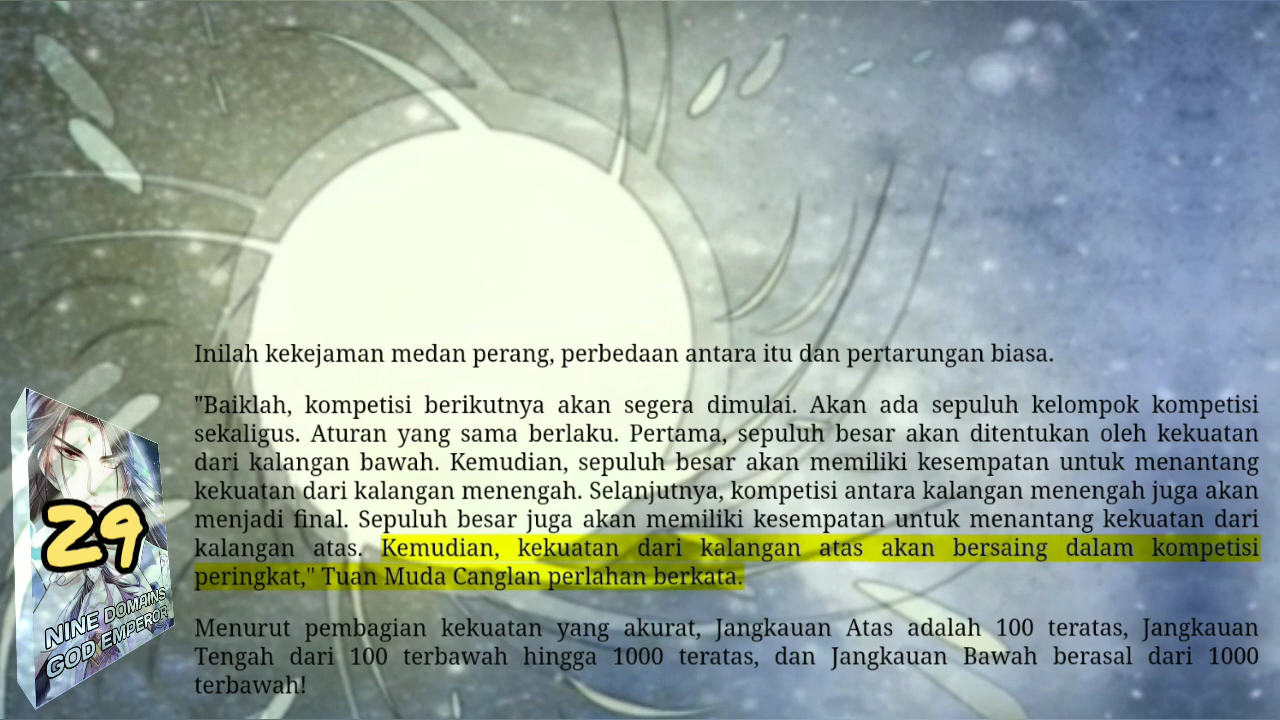 Inilah kekejaman medan perang, perbedaan antara itu dan pertarungan biasa.
"Baiklah, kompetisi berikutnya akan segera dimulai. Akan ada sepuluh kelompok kompetisi
sekaligus. Aturan yang sama berlaku. Pertama, sepuluh besar akan ditentukan oleh kekuatan
dari kalangan bawah. Kemudian, sepuluh besar akan memiliki kesempatan untuk menantang
kekuatan dari kalangan menengah. Selanjutnya, kompetisi antara kalangan menengah juga akan
menjadi final. Sepuluh besar juga akan memiliki kesempatan untuk menantang kekuatan dari
kalangan atas. Kemudian, kekuatan dari kalangan atas akan bersaing dalam kompetisi
peringkat," Tuan Muda Canglan perlahan berkata.
Menurut pembagian kekuatan yang akurat, Jangkauan Atas adalah 100 teratas, Jangkauan
Tengah dari 100 terbawah hingga 1000 teratas, dan Jangkauan Bawah berasal dari 1000
terbawah!
29
NINE DOMAINS
GOD EMPEROR